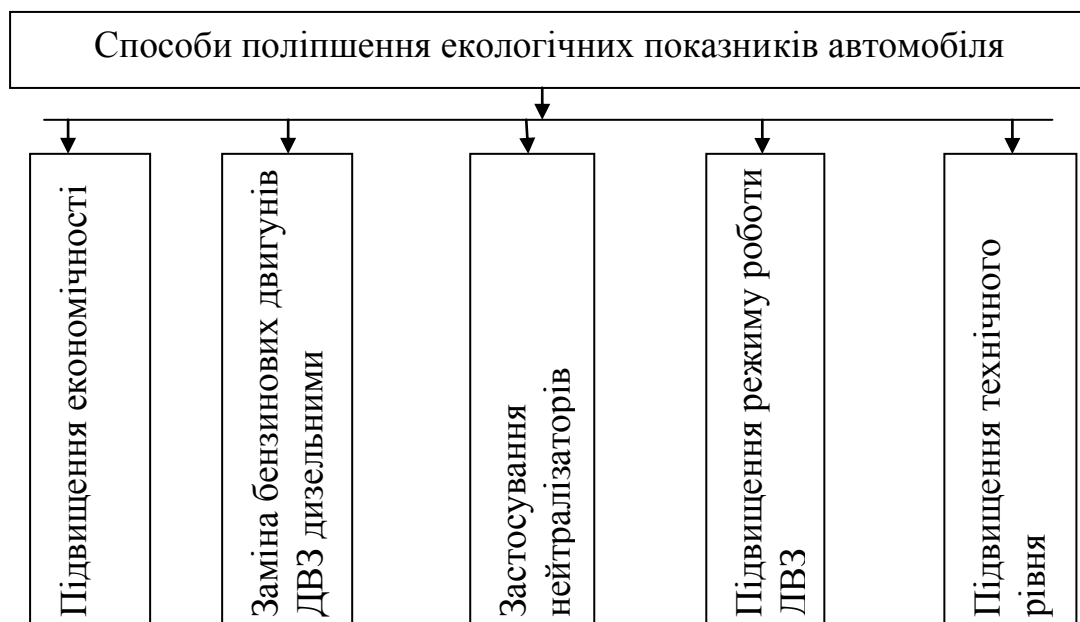 Способи поліпшення екологічних показників автомобіля
Підвищення економічності
Заміна бензинових двигунів
ДВЗ дизельними
Застосування
нейтралізаторів
Підвищення режиму роботи
ДВЗ
Підвищення технічного
рівня